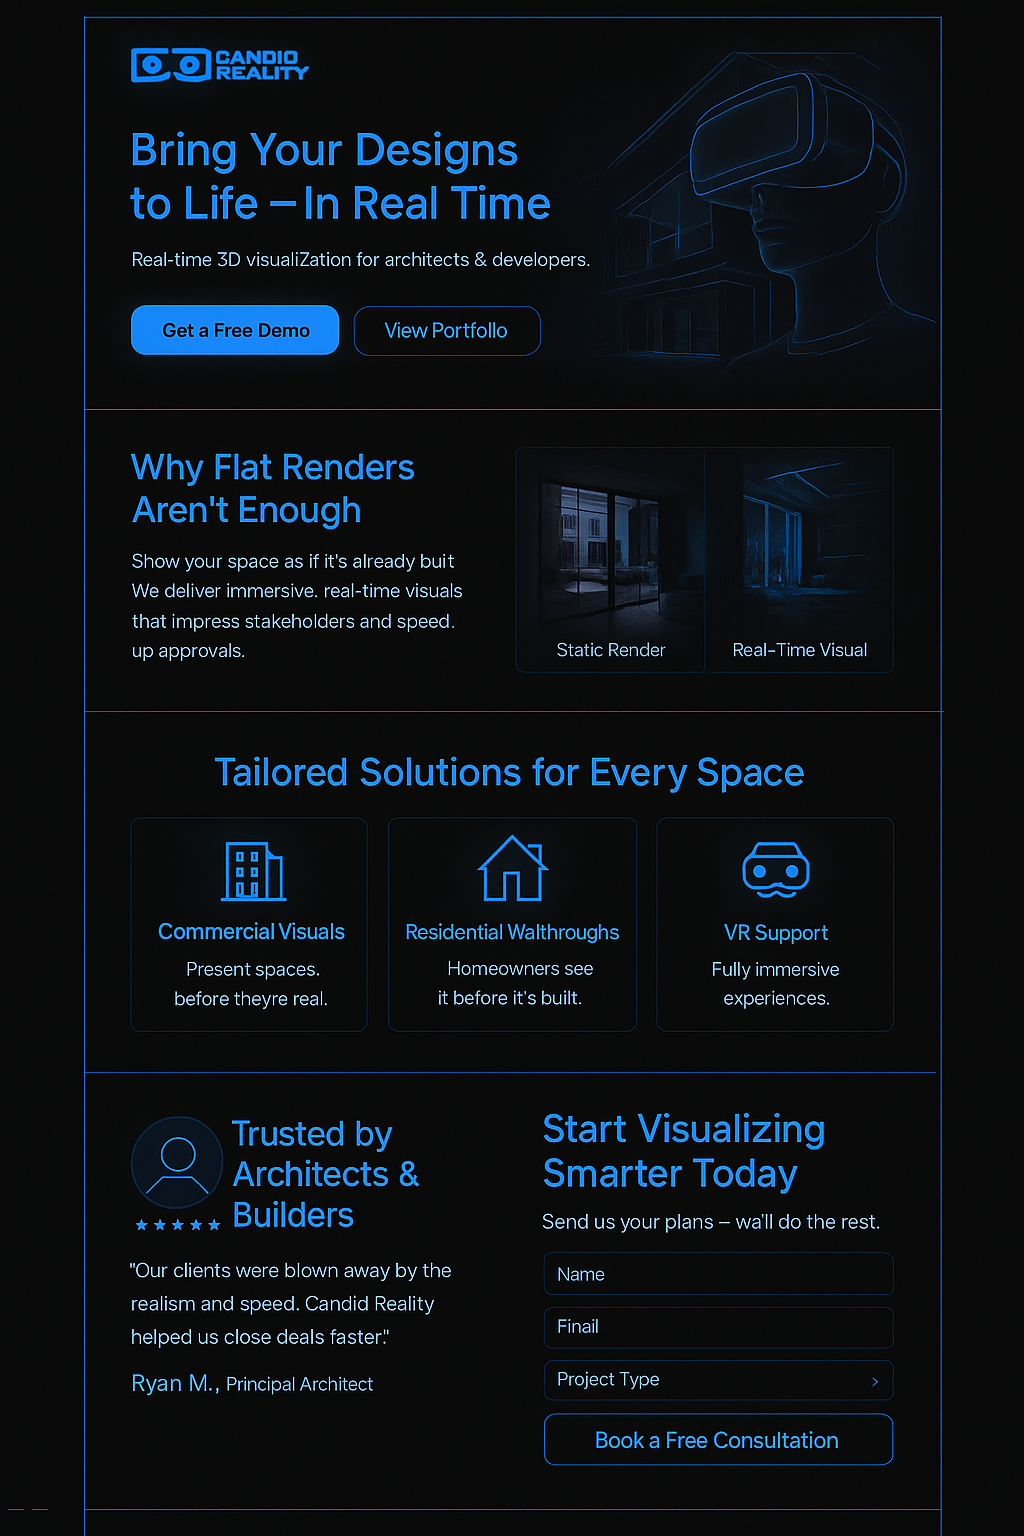 CANDIO
REALITY
Bring Your Designs
to Life – In Real Time
Real-time 3D visualiZation for architects & developers.
Get a Free Demo
View Portfollo
Why Flat Renders
Aren't Enough
Show your space as if it's already buit
We deliver immersive. real-time visuals
that impress stakeholders and speed.
up approvals.
Static Render
Real-Time Visual
Tailored Solutions for Every Space
Commercial Visuals
Present spaces.
before theyre real.
Residential Walthroughs
Homeowners see
it before it's built.
VR Support
Fully immersive
experiences.
Trusted by
Architects &
Builders
"Our clients were blown away by the
realism and speed. Candid Reality
helped us close deals faster."
Ryan M., Principal Architect
Start Visualizing
Smarter Today
Send us your plans – wa'll do the rest.
Name
Finail
Project Type
Book a Free Consultation